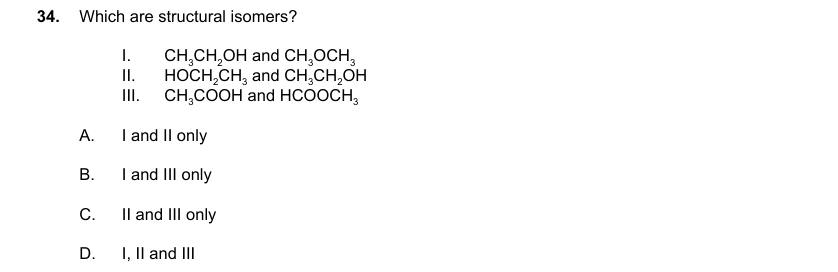 34. Which are structural isomers?
I. CH₃CH₂OH and CH₃OCH₃
II. HOCH₂CH₃ and CH₃CH₂OH
III. CH₃COOH and HCOOCH₃
A. I and II only
B. I and III only
C. II and III only
D. I, II and III